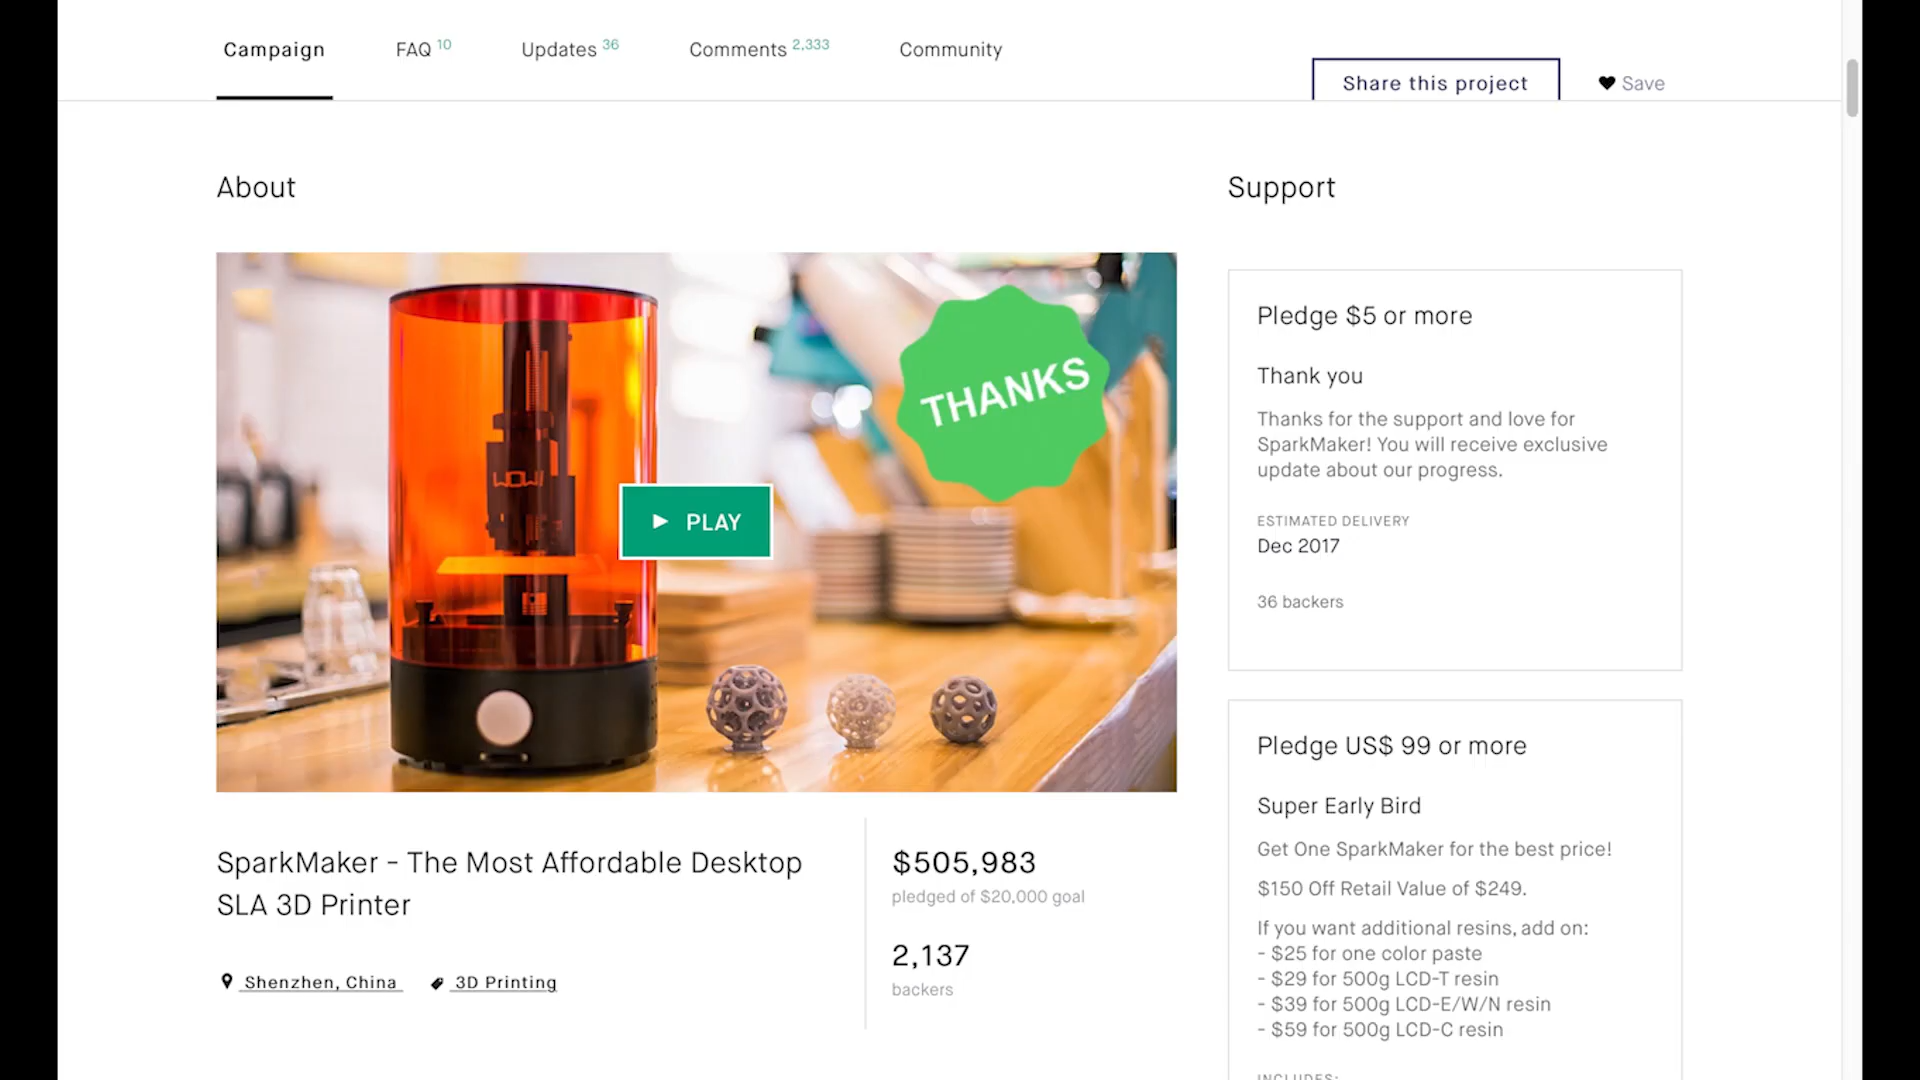 Campaign
FAQ 10
Updates 36
Comments 2,333
Community
Share this project
Save
About
Support
THANKS
WOW!
PLAY
Pledge $5 or more
Thank you
Thanks for the support and love for
SparkMaker! You will receive exclusive
update about our progress.
ESTIMATED DELIVERY
Dec 2017
36 backers
SparkMaker - The Most Affordable Desktop
SLA 3D Printer
Shenzhen, China
3D Printing
$505,983
pledged of $20,000 goal
2,137
backers
Pledge US$ 99 or more
Super Early Bird
Get One SparkMaker for the best price!
$150 Off Retail Value of $249.
If you want additional resins, add on:
- $25 for one color paste
- $29 for 500g LCD-T resin
- $39 for 500g LCD-E/W/N resin
- $59 for 500g LCD-C resin
INCLUDES: